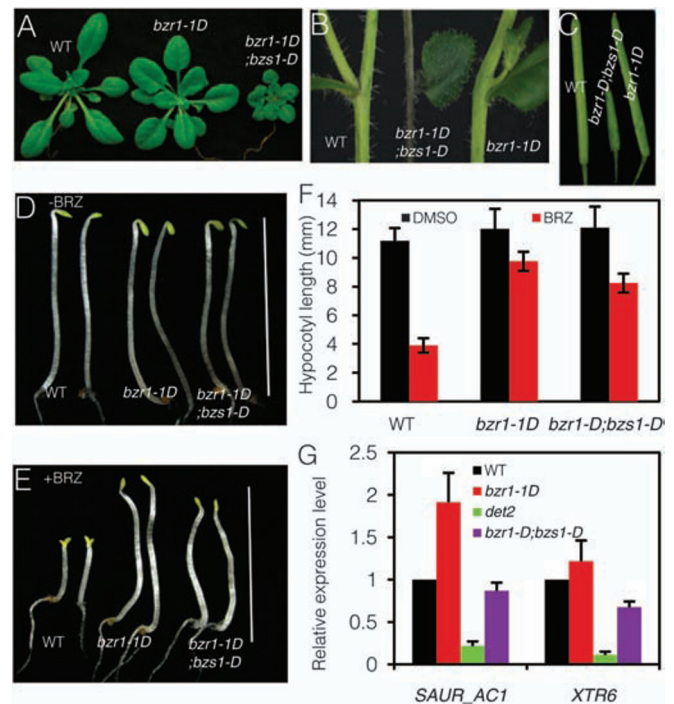 A
WT
bzr1-1D
bzr1-1D
;bzs1-D
B
WT
bzr1-1D
;bzs1-D
bzr1-1D
C
WT
bzr1-D;bzs1-D
bzr1-1D
D
-BRZ
WT
bzr1-1D
bzr1-1D
;bzs1-D
E
+BRZ
WT
bzr1-1D
bzr1-1D
;bzs1-D
F
Hypocotyl length (mm)
14
12
10
8
6
4
2
0
DMSO
BRZ
WT
bzr1-1D
bzr1-D;bzs1-D
G
Relative expression level
2.5
2
1.5
1
0.5
0
WT
bzr1-1D
det2
bzr1-D;bzs1-D
SAUR_AC1
XTR6